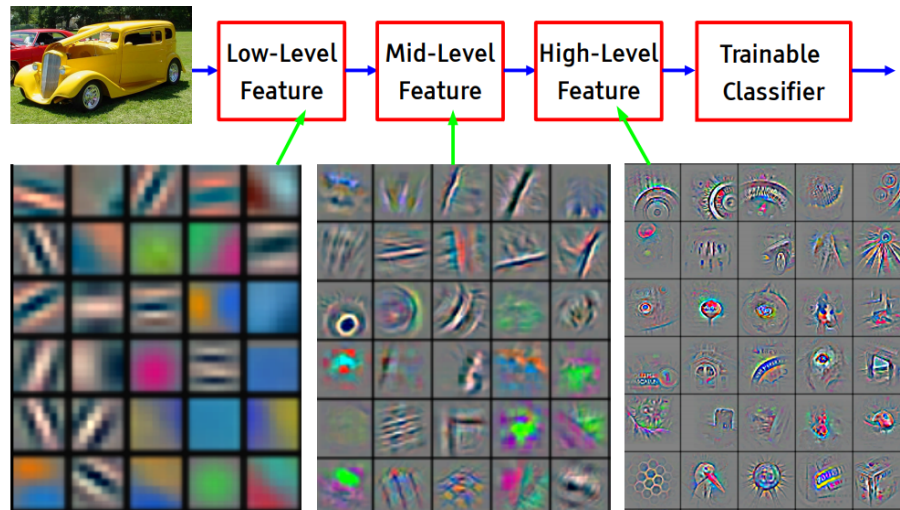 Low-Level
Feature
Mid-Level
Feature
High-Level
Feature
Trainable
Classifier